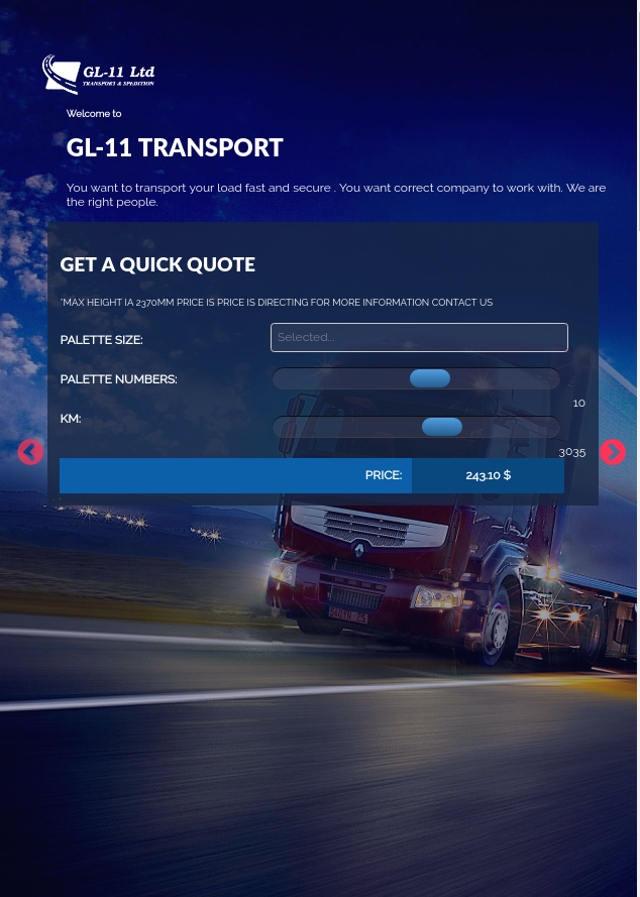 GL-11 Ltd
TRANSPORT & SPEDITION
Welcome to
GL-11 TRANSPORT
You want to transport your load fast and secure . You want correct company to work with. We are
the right people.
GET A QUICK QUOTE
*MAX HEIGHT IA 2370MM PRICE IS PRICE IS DIRECTING FOR MORE INFORMATION CONTACT US
PALETTE SIZE:
Selected...
PALETTE NUMBERS:
10
KM:
3035
PRICE:
243.10 $